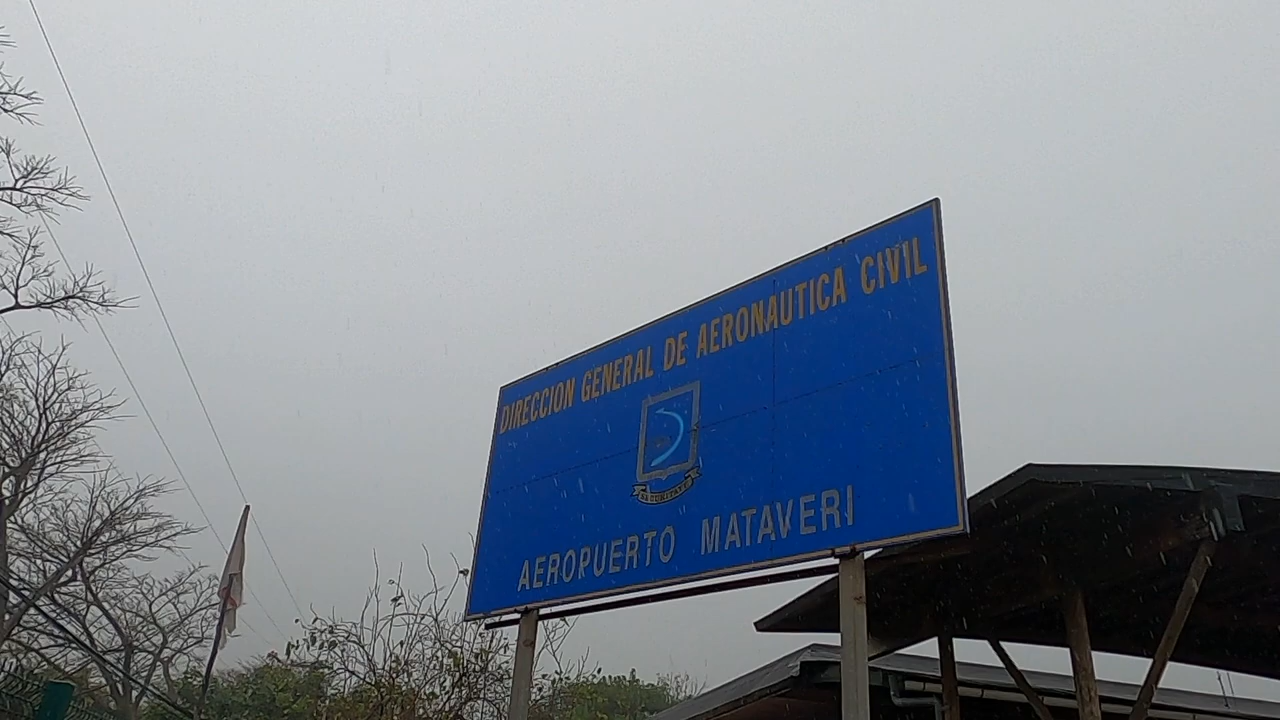 DIRECCION GENERAL DE AERONAUTICA CIVIL
AEROPUERTO MATAVERI